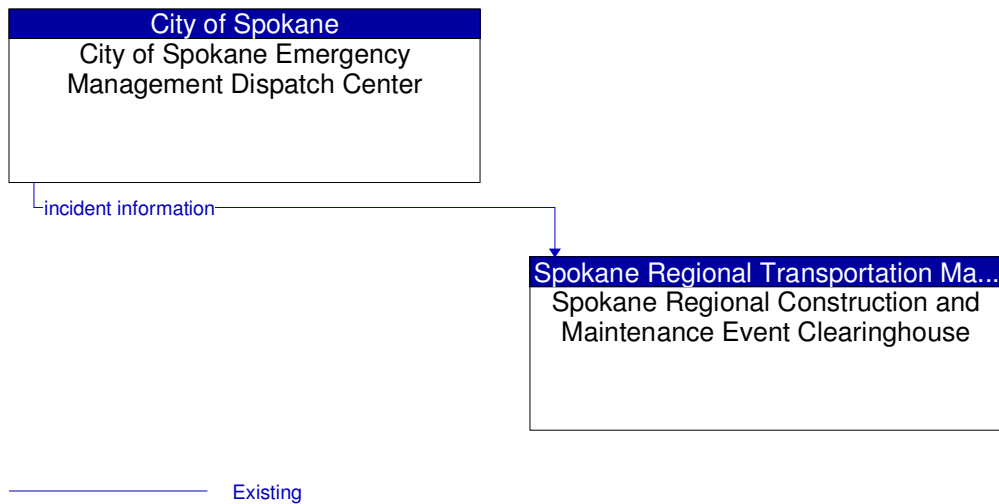 City of Spokane
City of Spokane Emergency
Management Dispatch Center
incident information
Spokane Regional Transportation Ma...
Spokane Regional Construction and
Maintenance Event Clearinghouse
Existing